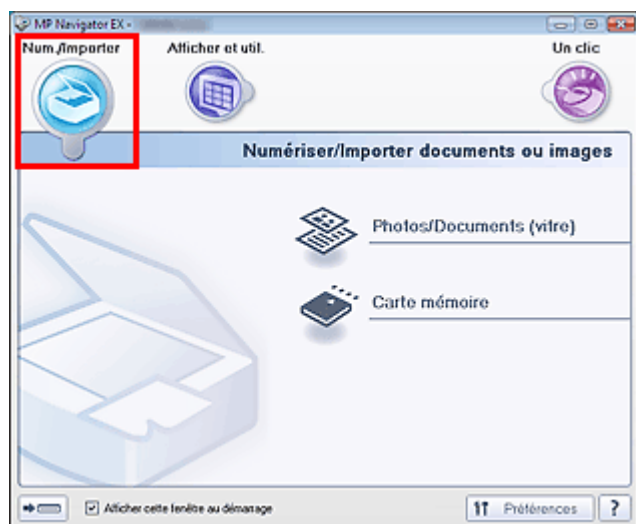 MP Navigator EX -
Num./Importer
Afficher et util.
Un clic
Numériser/Importer documents ou images
Photos/Documents (vitre)
Carte mémoire
Afficher cette fenêtre au démarrage
Préférences
?